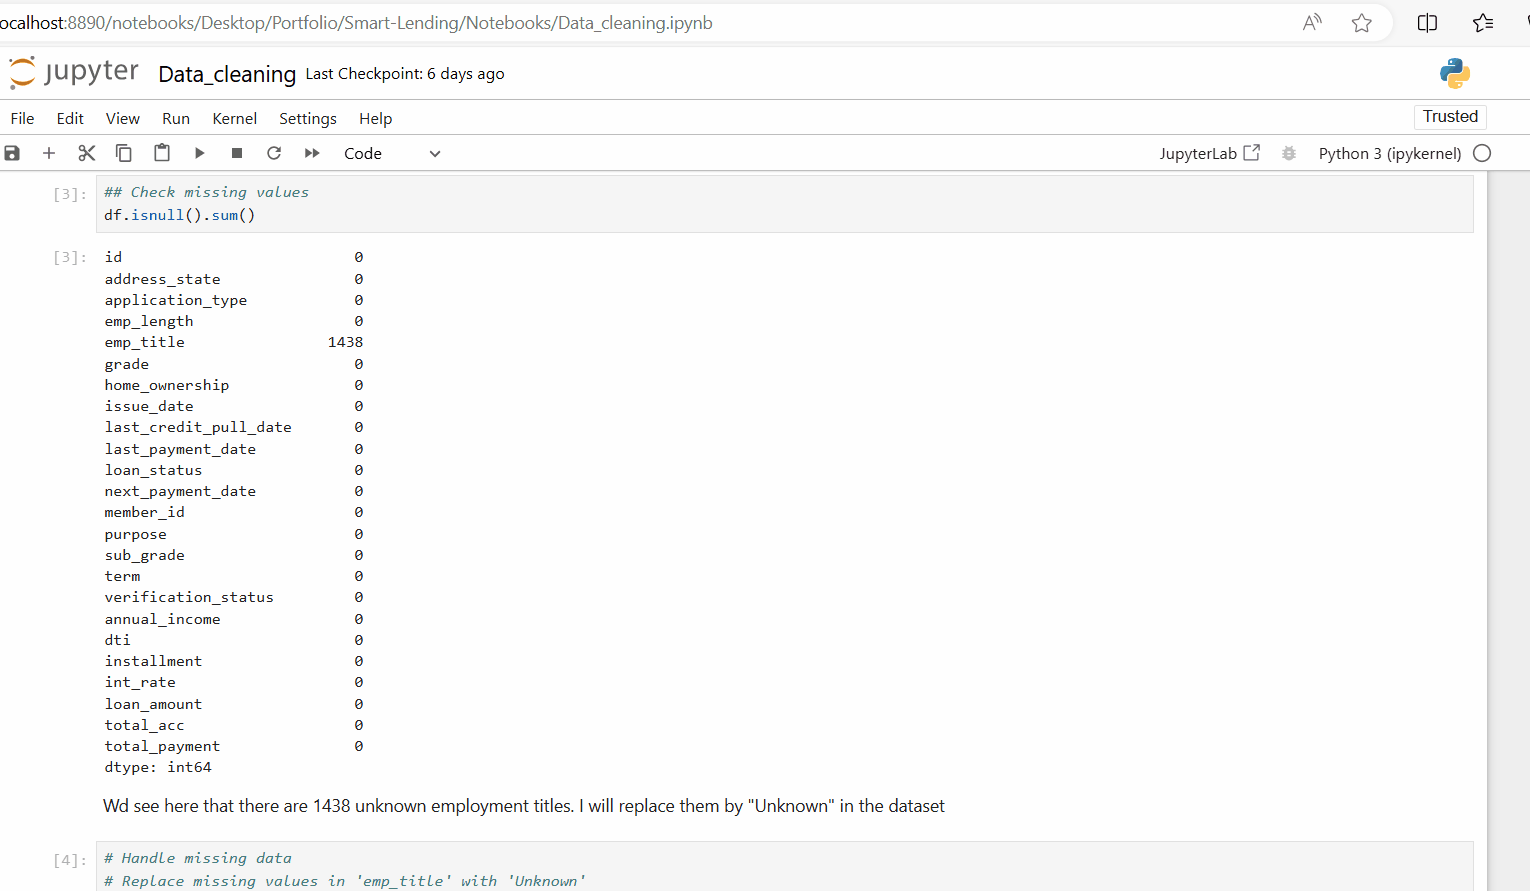 ocalhost:8890/notebooks/Desktop/Portfolio/Smart-Lending/Notebooks/Data_cleaning.ipynb
jupyter Data_cleaning Last Checkpoint: 6 days ago
File Edit View Run Kernel Settings Help Trusted
Code JupyterLab Python 3 (ipykernel)
[3]: ## Check missing values
df.isnull().sum()
[3]: id 0
address_state 0
application_type 0
emp_length 0
emp_title 1438
grade 0
home_ownership 0
issue_date 0
last_credit_pull_date 0
last_payment_date 0
loan_status 0
next_payment_date 0
member_id 0
purpose 0
sub_grade 0
term 0
verification_status 0
annual_income 0
dti 0
installment 0
int_rate 0
loan_amount 0
total_acc 0
total_payment 0
dtype: int64
Wd see here that there are 1438 unknown employment titles. I will replace them by "Unknown" in the dataset
[4]: # Handle missing data
# Replace missing values in 'emp_title' with 'Unknown'